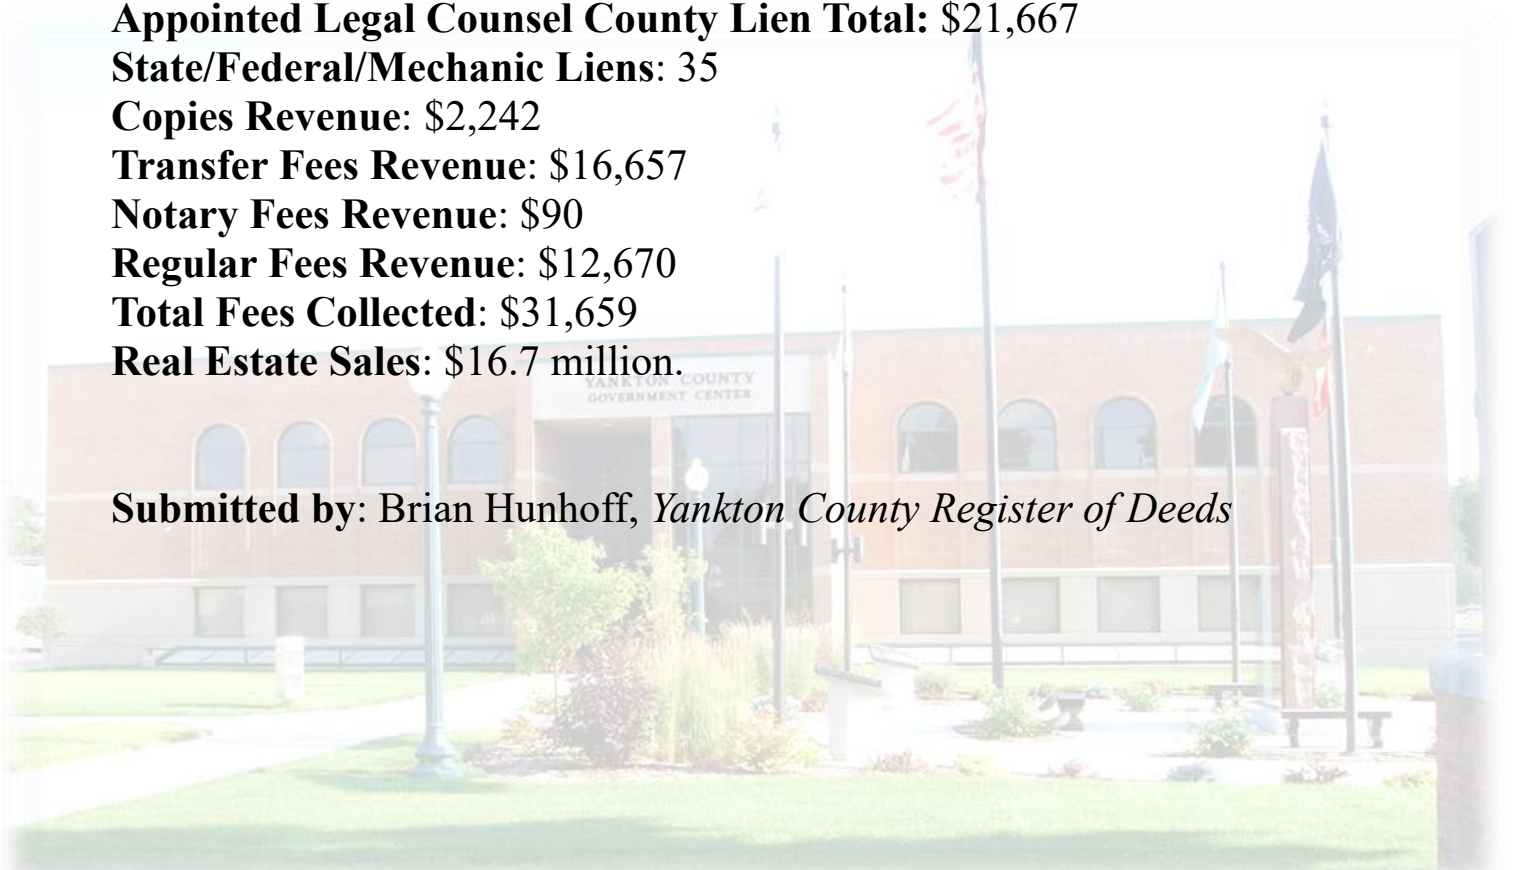 Appointed Legal Counsel County Lien Total: $21,667
State/Federal/Mechanic Liens: 35
Copies Revenue: $2,242
Transfer Fees Revenue: $16,657
Notary Fees Revenue: $90
Regular Fees Revenue: $12,670
Total Fees Collected: $31,659
Real Estate Sales: $16.7 million.
YANKTON COUNTY
GOVERNMENT CENTER
Submitted by: Brian Hunhoff, Yankton County Register of Deeds